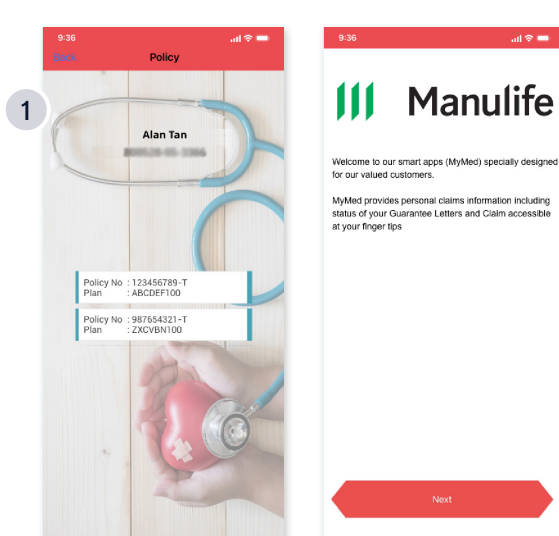 9:36
Back
Policy
1
Alan Tan
Policy No : 123456789-T
Plan : ABCDEF100
Policy No : 987654321-T
Plan : ZXCVBN100
9:36
Manulife
Welcome to our smart apps (MyMed) specially designed
for our valued customers.
MyMed provides personal claims information including
status of your Guarantee Letters and Claim accessible
at your finger tips
Next